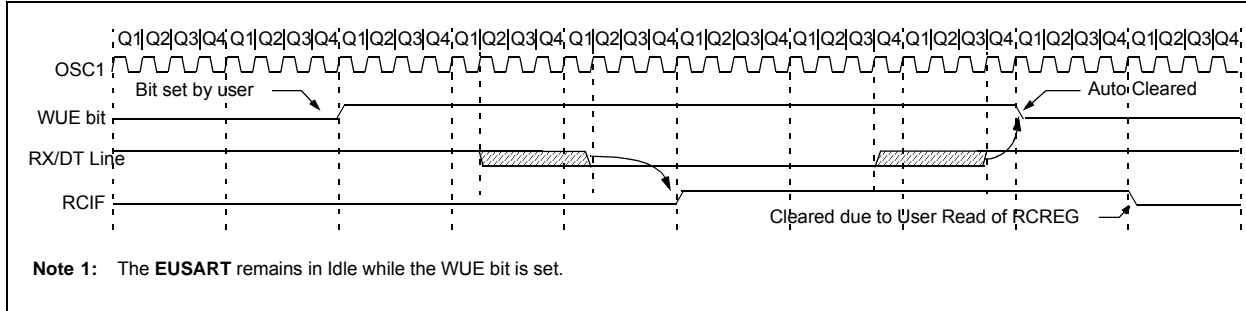 Q1 Q2 Q3 Q4 Q1 Q2 Q3 Q4 Q1 Q2 Q3 Q4 Q1 Q2 Q3 Q4 Q1 Q2 Q3 Q4 Q1 Q2 Q3 Q4 Q1 Q2 Q3 Q4 Q1 Q2 Q3 Q4 Q1 Q2 Q3 Q4 Q1 Q2 Q3 Q4
OSC1
Bit set by user
Auto Cleared
WUE bit
RX/DT Line
RCIF
Cleared due to User Read of RCREG
Note 1: The EUSART remains in Idle while the WUE bit is set.